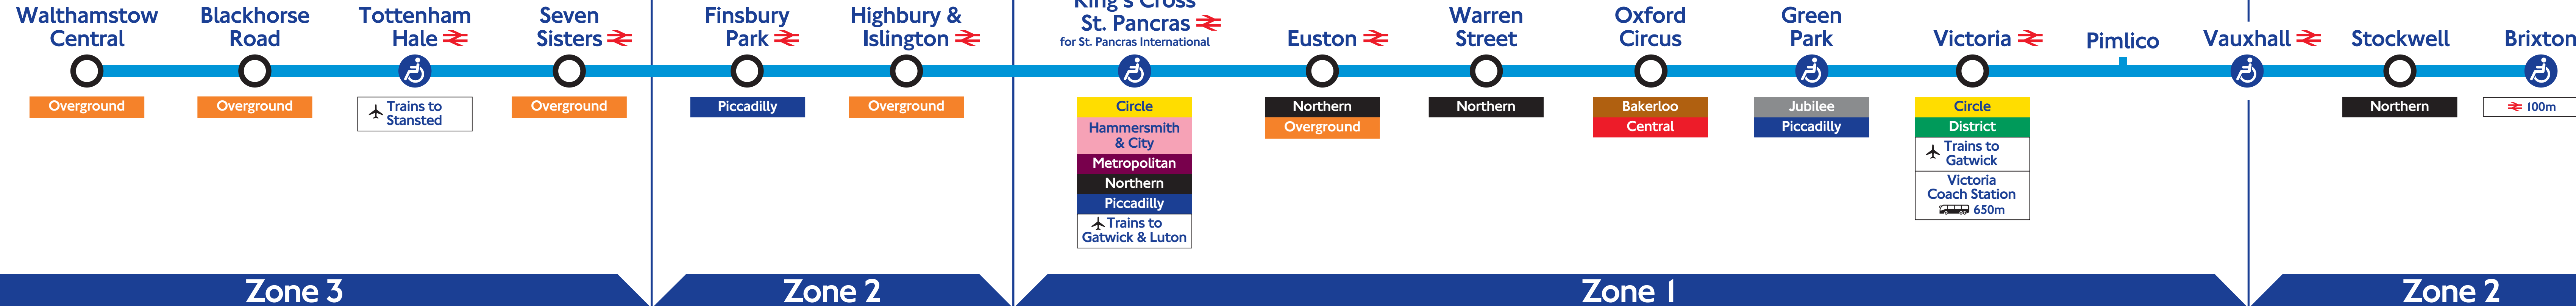 Walthamstow
Central
Overground
Blackhorse
Road
Overground
Tottenham
Hale
Trains to
Stansted
Seven
Sisters
Overground
Finsbury
Park
Piccadilly
Highbury &
Islington
Overground
King's Cross
St. Pancras
for St. Pancras International
Circle
Hammersmith
& City
Metropolitan
Northern
Piccadilly
Trains to
Gatwick & Luton
Euston
Northern
Overground
Warren
Street
Northern
Oxford
Circus
Bakerloo
Central
Green
Park
Jubilee
Piccadilly
Victoria
Circle
District
Trains to
Gatwick
Victoria
Coach Station
650m
Pimlico
Vauxhall
Stockwell
Northern
Brixton
100m
Zone 3
Zone 2
Zone 1
Zone 2